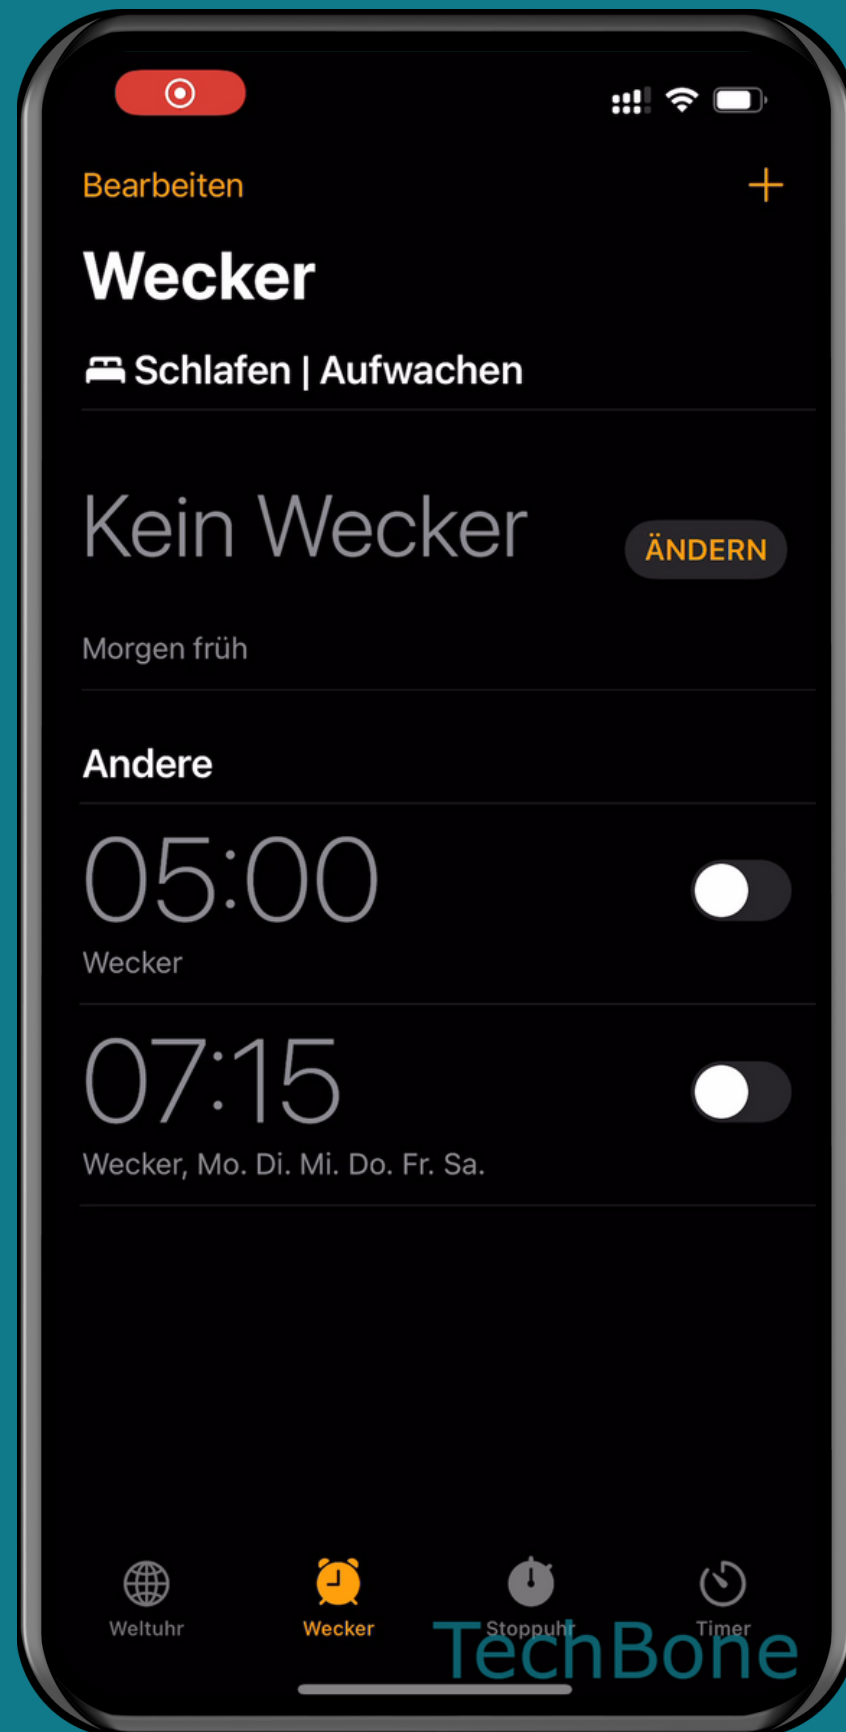 Bearbeiten
Wecker
Schlafen | Aufwachen
Kein Wecker
ÄNDERN
Morgen früh
Andere
05:00
Wecker
07:15
Wecker, Mo. Di. Mi. Do. Fr. Sa.
Weltuhr
Wecker
Stoppuhr
Timer
TechBone